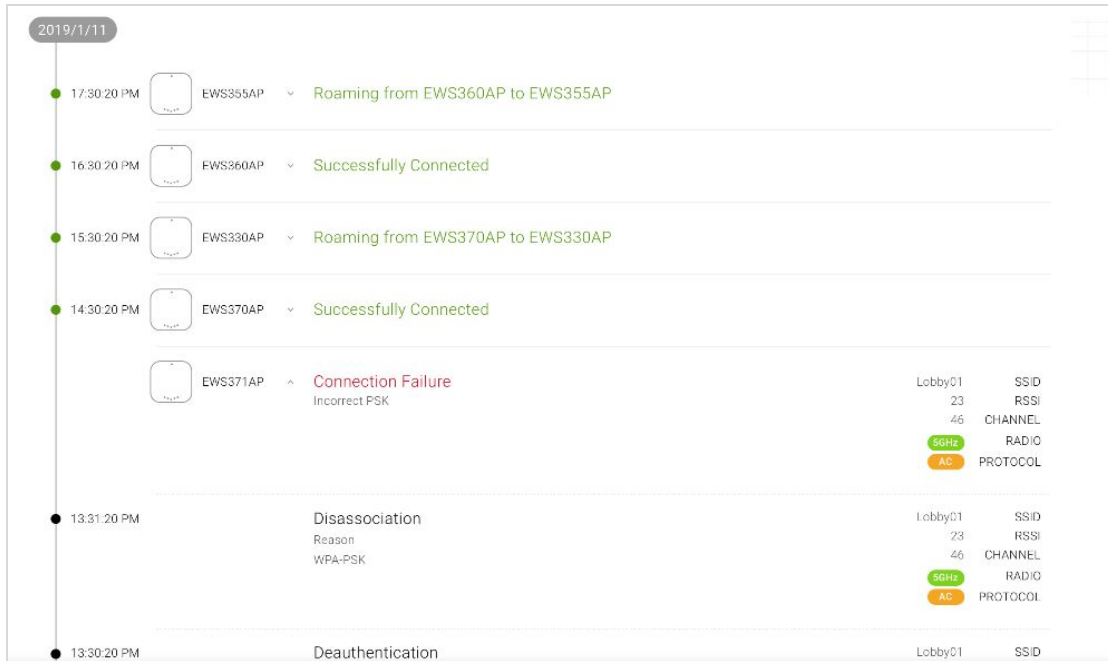 2019/1/11
17:30:20 PM EWS355AP Roaming from EWS360AP to EWS355AP
16:30:20 PM EWS360AP Successfully Connected
15:30:20 PM EWS330AP Roaming from EWS370AP to EWS330AP
14:30:20 PM EWS370AP Successfully Connected
EWS371AP Connection Failure Lobby01 SSID
Incorrect PSK 23 RSSI
46 CHANNEL
5GHz RADIO
AC PROTOCOL
13:31:20 PM Disassociation Lobby01 SSID
Reason 23 RSSI
WPA-PSK 46 CHANNEL
5GHz RADIO
AC PROTOCOL
13:30:20 PM Deauthentication Lobby01 SSID